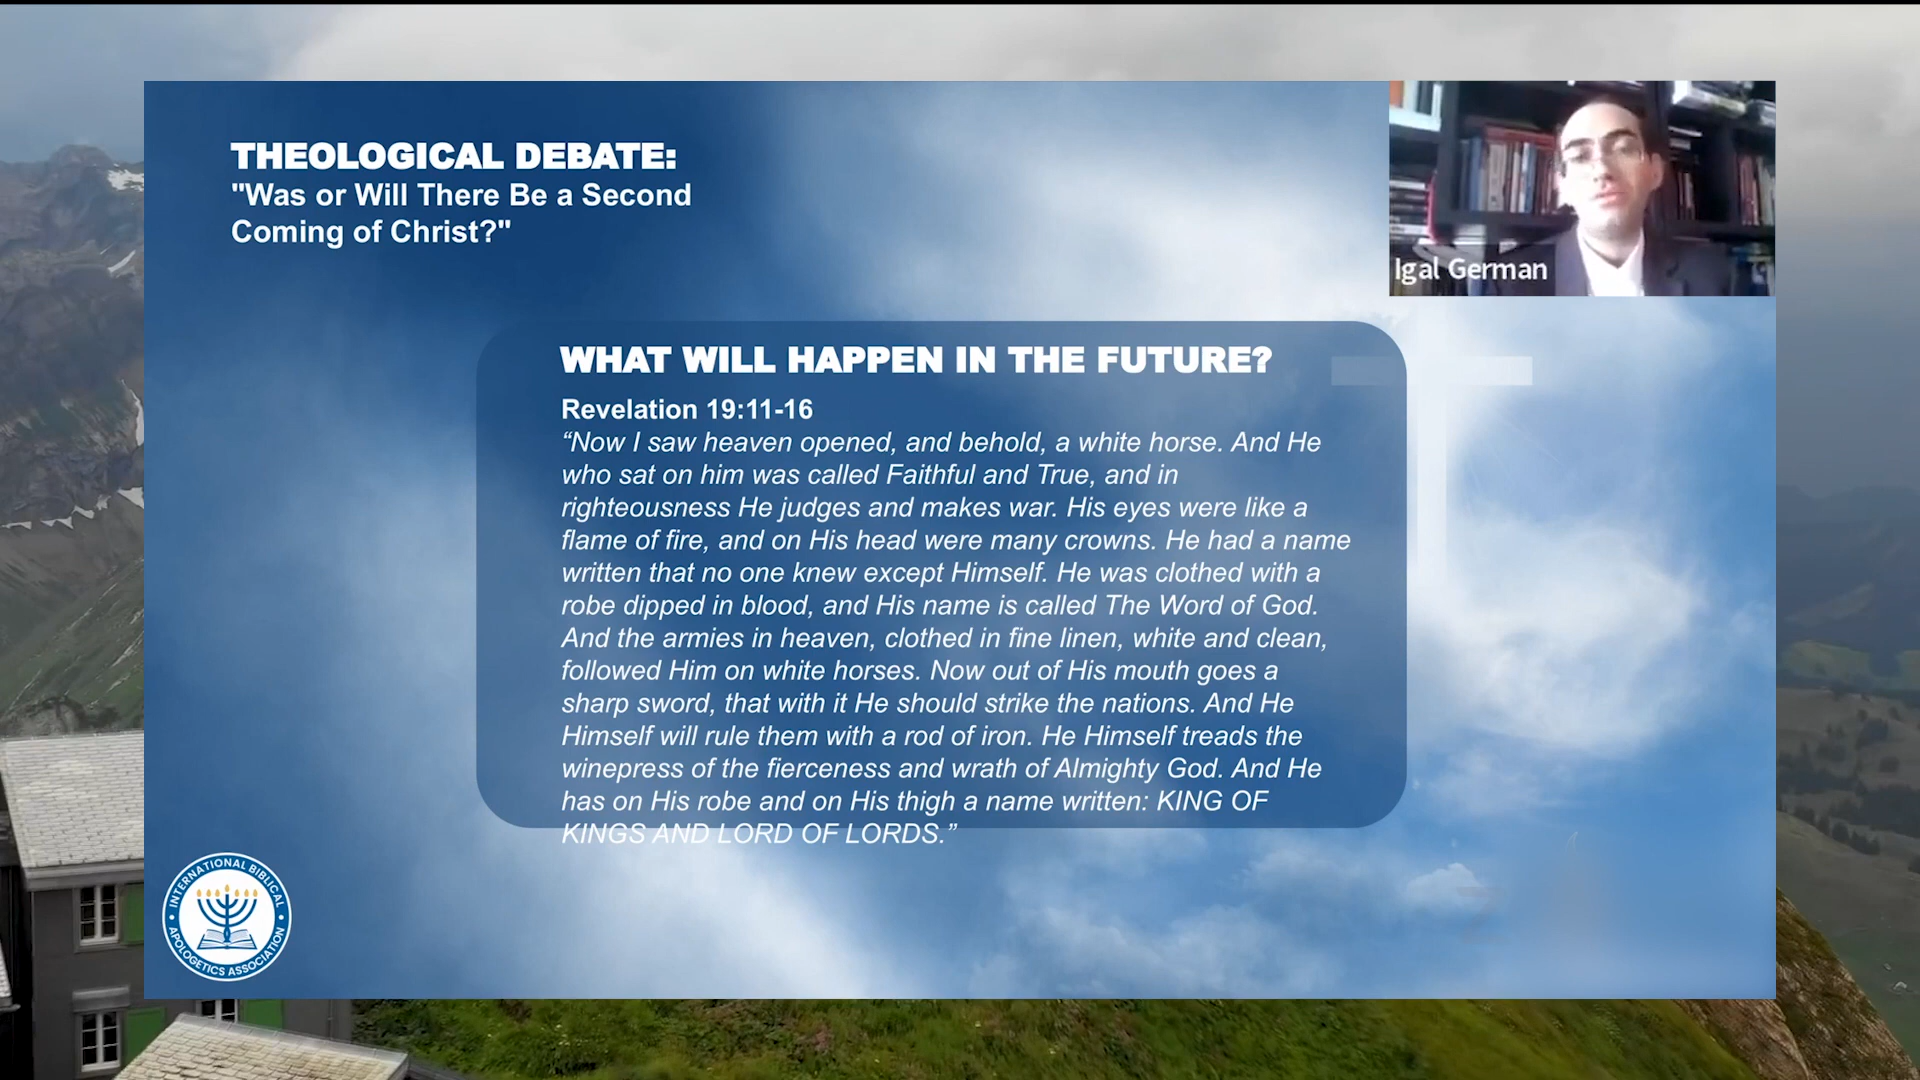 THEOLOGICAL DEBATE:
"Was or Will There Be a Second
Coming of Christ?"
Igal German
WHAT WILL HAPPEN IN THE FUTURE?
Revelation 19:11-16
“Now I saw heaven opened, and behold, a white horse. And He
who sat on him was called Faithful and True, and in
righteousness He judges and makes war. His eyes were like a
flame of fire, and on His head were many crowns. He had a name
written that no one knew except Himself. He was clothed with a
robe dipped in blood, and His name is called The Word of God.
And the armies in heaven, clothed in fine linen, white and clean,
followed Him on white horses. Now out of His mouth goes a
sharp sword, that with it He should strike the nations. And He
Himself will rule them with a rod of iron. He Himself treads the
winepress of the fierceness and wrath of Almighty God. And He
has on His robe and on His thigh a name written: KING OF
KINGS AND LORD OF LORDS.”
INTERNATIONAL BIBLICAL
APOLOGETICS ASSOCIATION